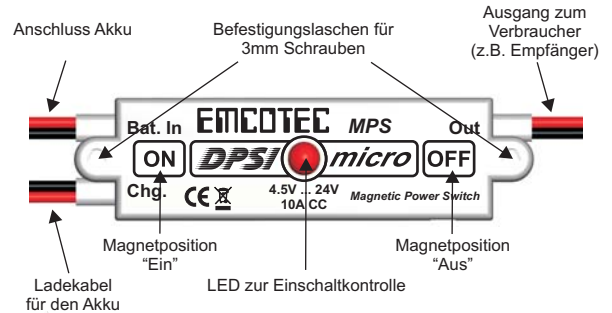 Anschluss Akku
Befestigungslaschen für
3mm Schrauben
Ausgang zum
Verbraucher
(z.B. Empfänger)
Bat. In
EMCOTEC
MPS
Out
ON
DPSI
micro
OFF
Chg.
CE
4.5V ... 24V
10A CC
Magnetic Power Switch
Magnetposition
“Ein”
Magnetposition
“Aus”
Ladekabel
für den Akku
LED zur Einschaltkontrolle